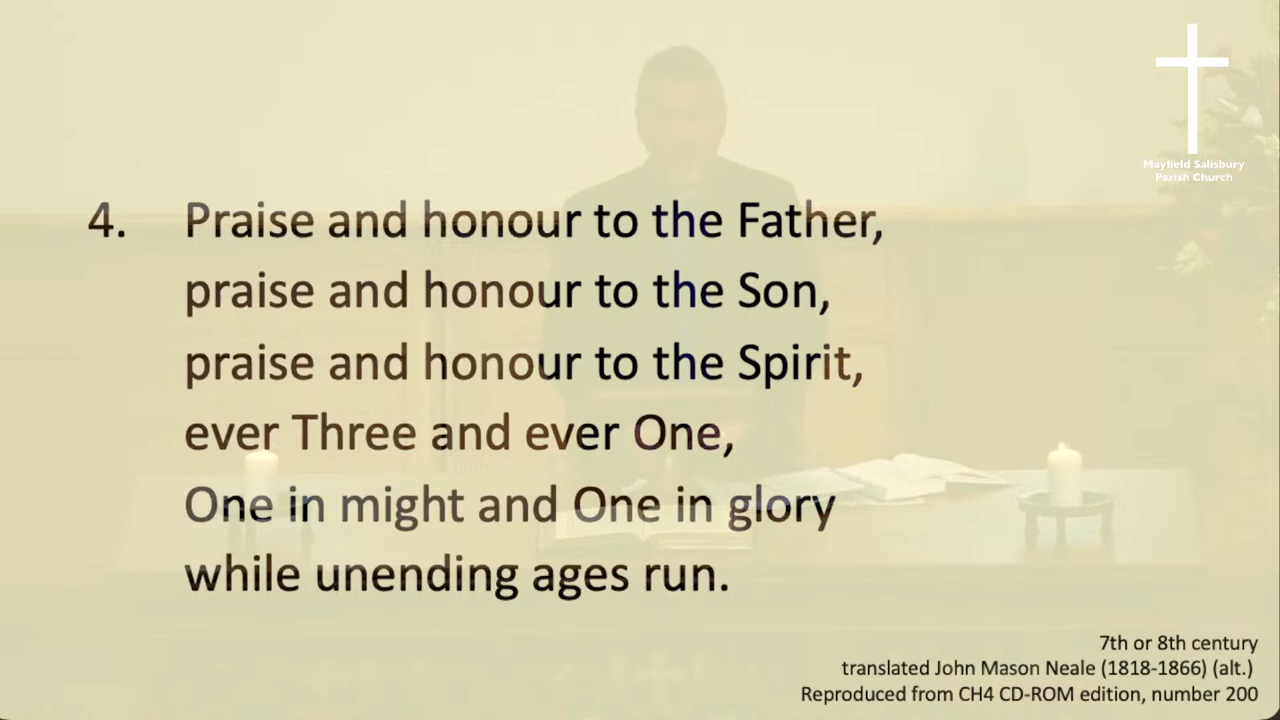 Mayfield Salisbury
Parish Church
4. Praise and honour to the Father,
praise and honour to the Son,
praise and honour to the Spirit,
ever Three and ever One,
One in might and One in glory
while unending ages run.
7th or 8th century
translated John Mason Neale (1818-1866) (alt.)
Reproduced from CH4 CD-ROM edition, number 200